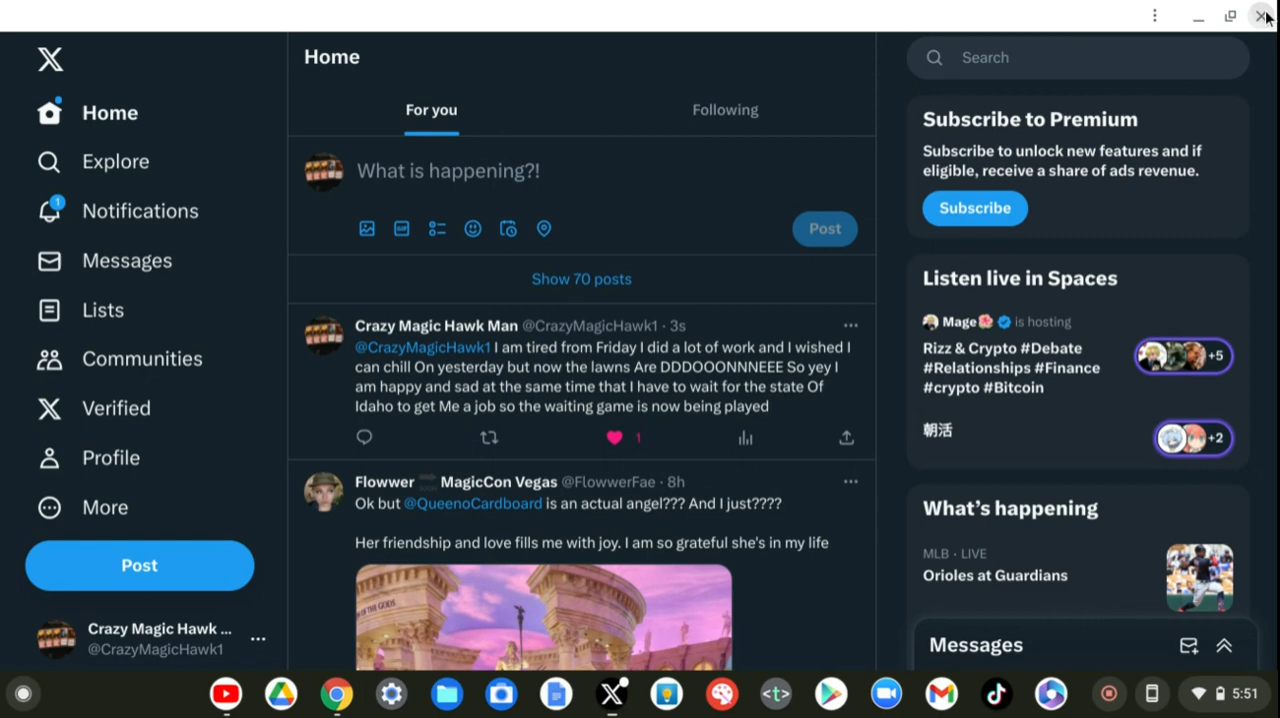 Home
Explore
1
Notifications
Messages
Lists
Communities
Verified
Profile
More
Post
Crazy Magic Hawk ...
@CrazyMagicHawk1
Home
For you
Following
What is happening?!
GIF
Post
Show 70 posts
Crazy Magic Hawk Man @CrazyMagicHawk1 · 3s
@CrazyMagicHawk1 I am tired from Friday I did a lot of work and I wished I
can chill On yesterday but now the lawns Are DDDOOONNNEEE So yey I
am happy and sad at the same time that I have to wait for the state Of
Idaho to get Me a job so the waiting game is now being played
1
Flowwer MagicCon Vegas @FlowwerFae · 8h
Ok but @QueenoCardboard is an actual angel??? And I just????
Her friendship and love fills me with joy. I am so grateful she's in my life
OF THE GODS
Search
Subscribe to Premium
Subscribe to unlock new features and if
eligible, receive a share of ads revenue.
Subscribe
Listen live in Spaces
Mage🌺 is hosting
Rizz & Crypto #Debate
#Relationships #Finance
#crypto #Bitcoin
+5
朝活
+2
What's happening
MLB · LIVE
Orioles at Guardians
Messages
<t>
5:51